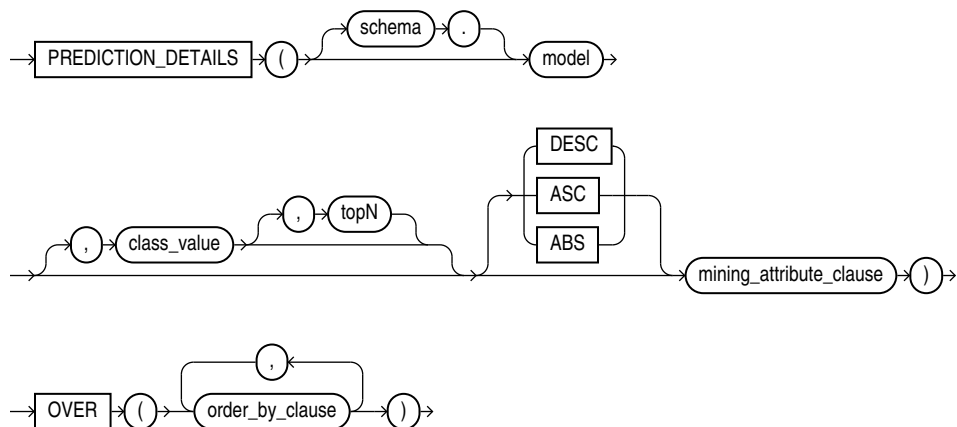 schema .
PREDICTION_DETAILS ( model
DESC
, topN ASC
, class_value ABS
mining_attribute_clause )
,
OVER ( order_by_clause )